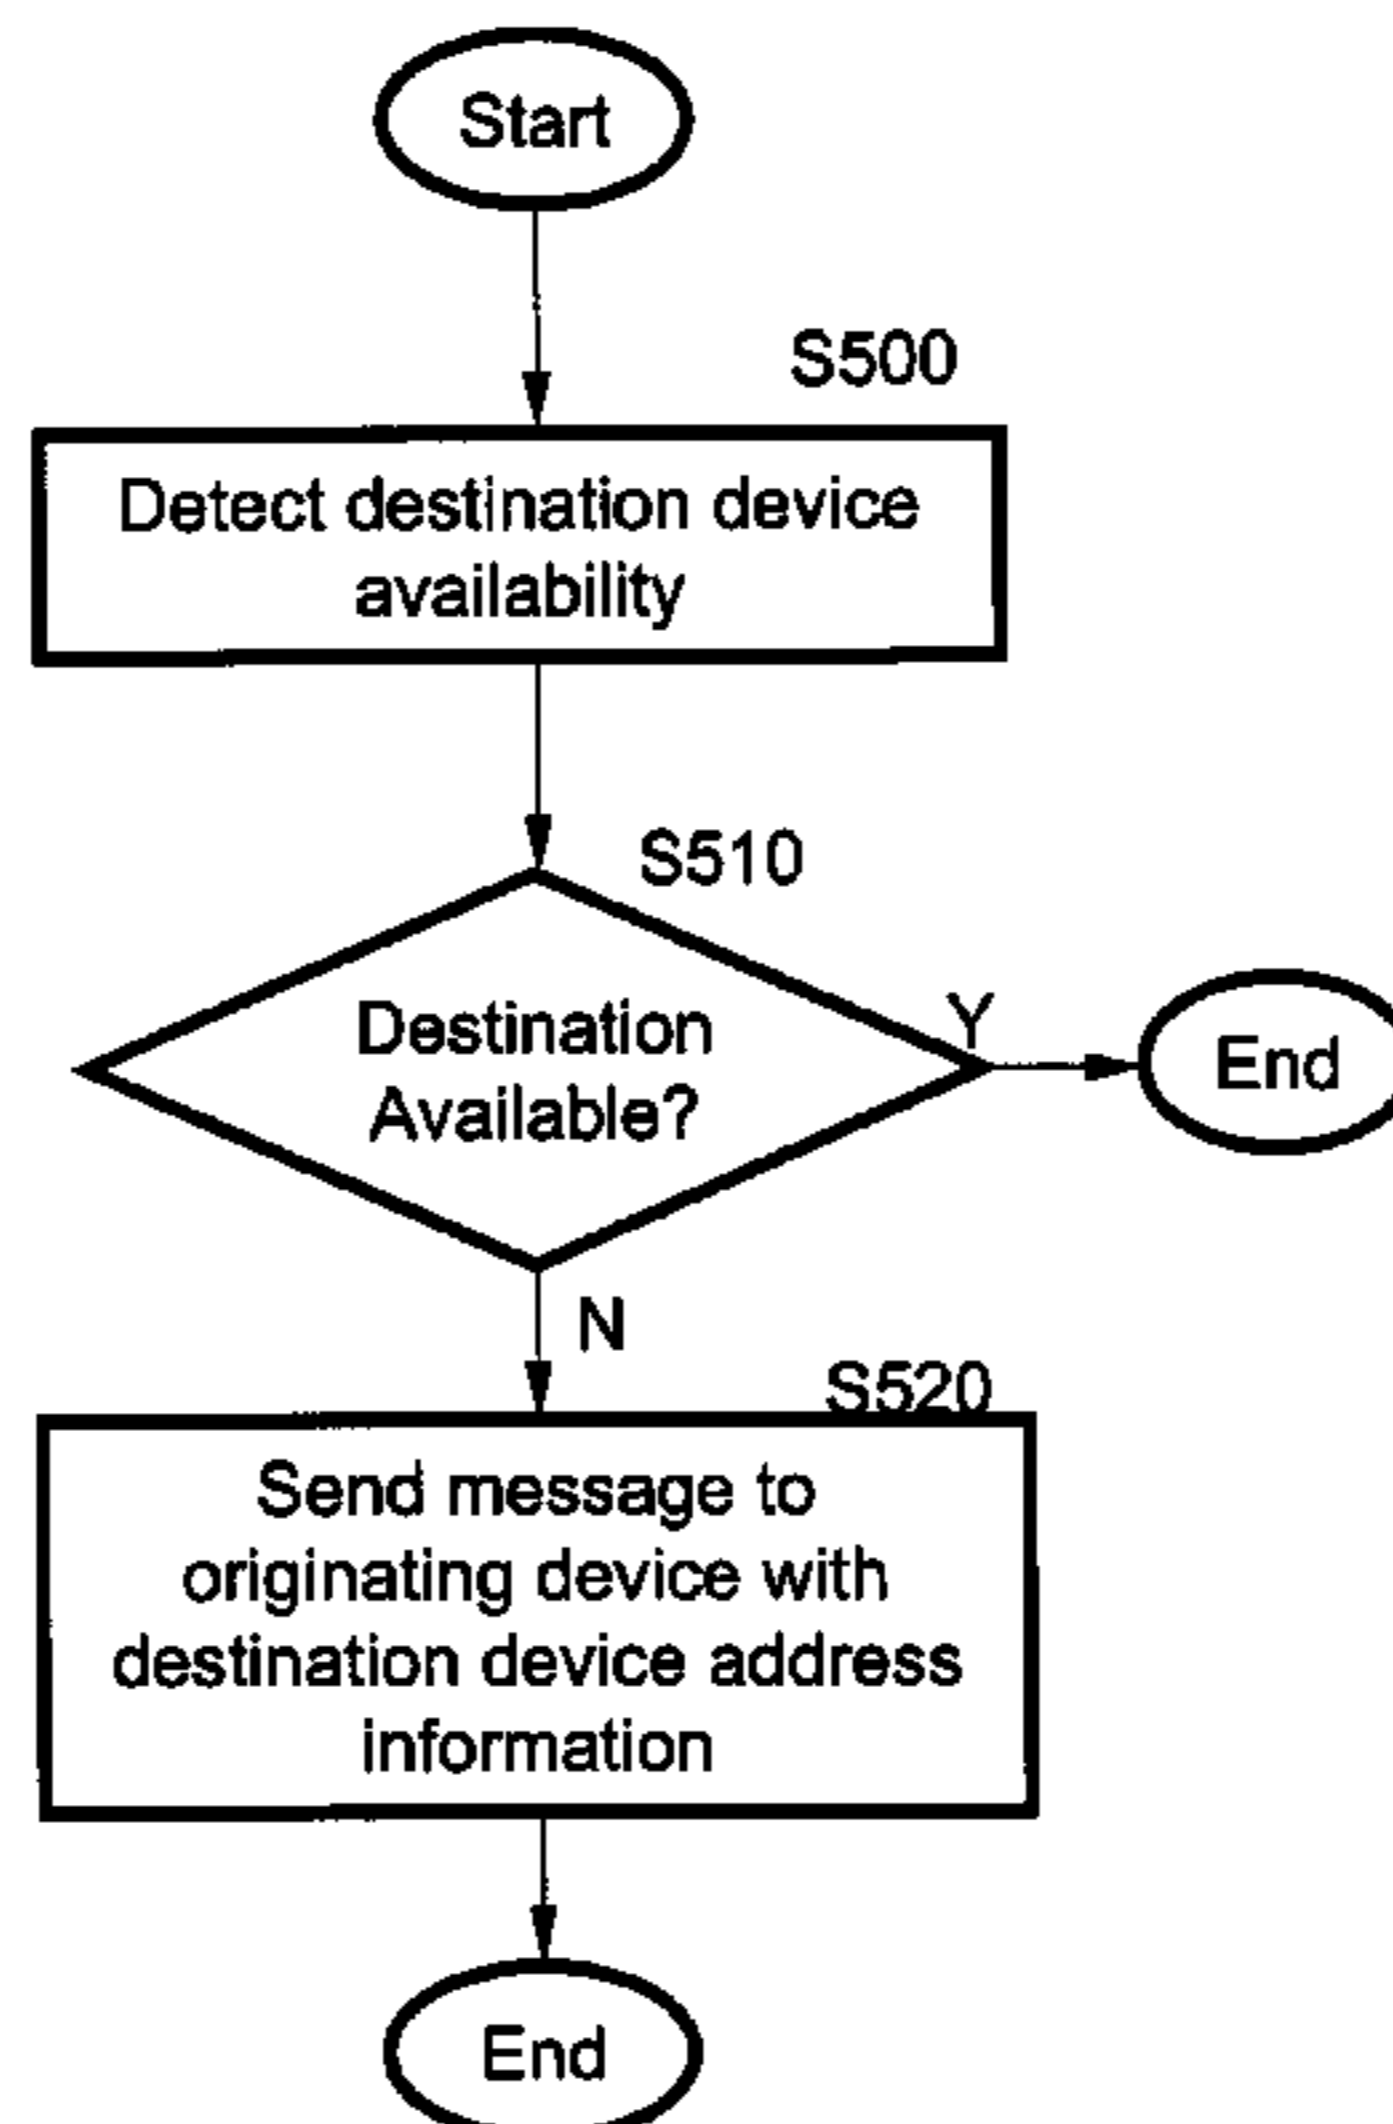 Start
S500
Detect destination device
availability
S510
Destination
Available?
Y
End
N
S520
Send message to
originating device with
destination device address
information
End